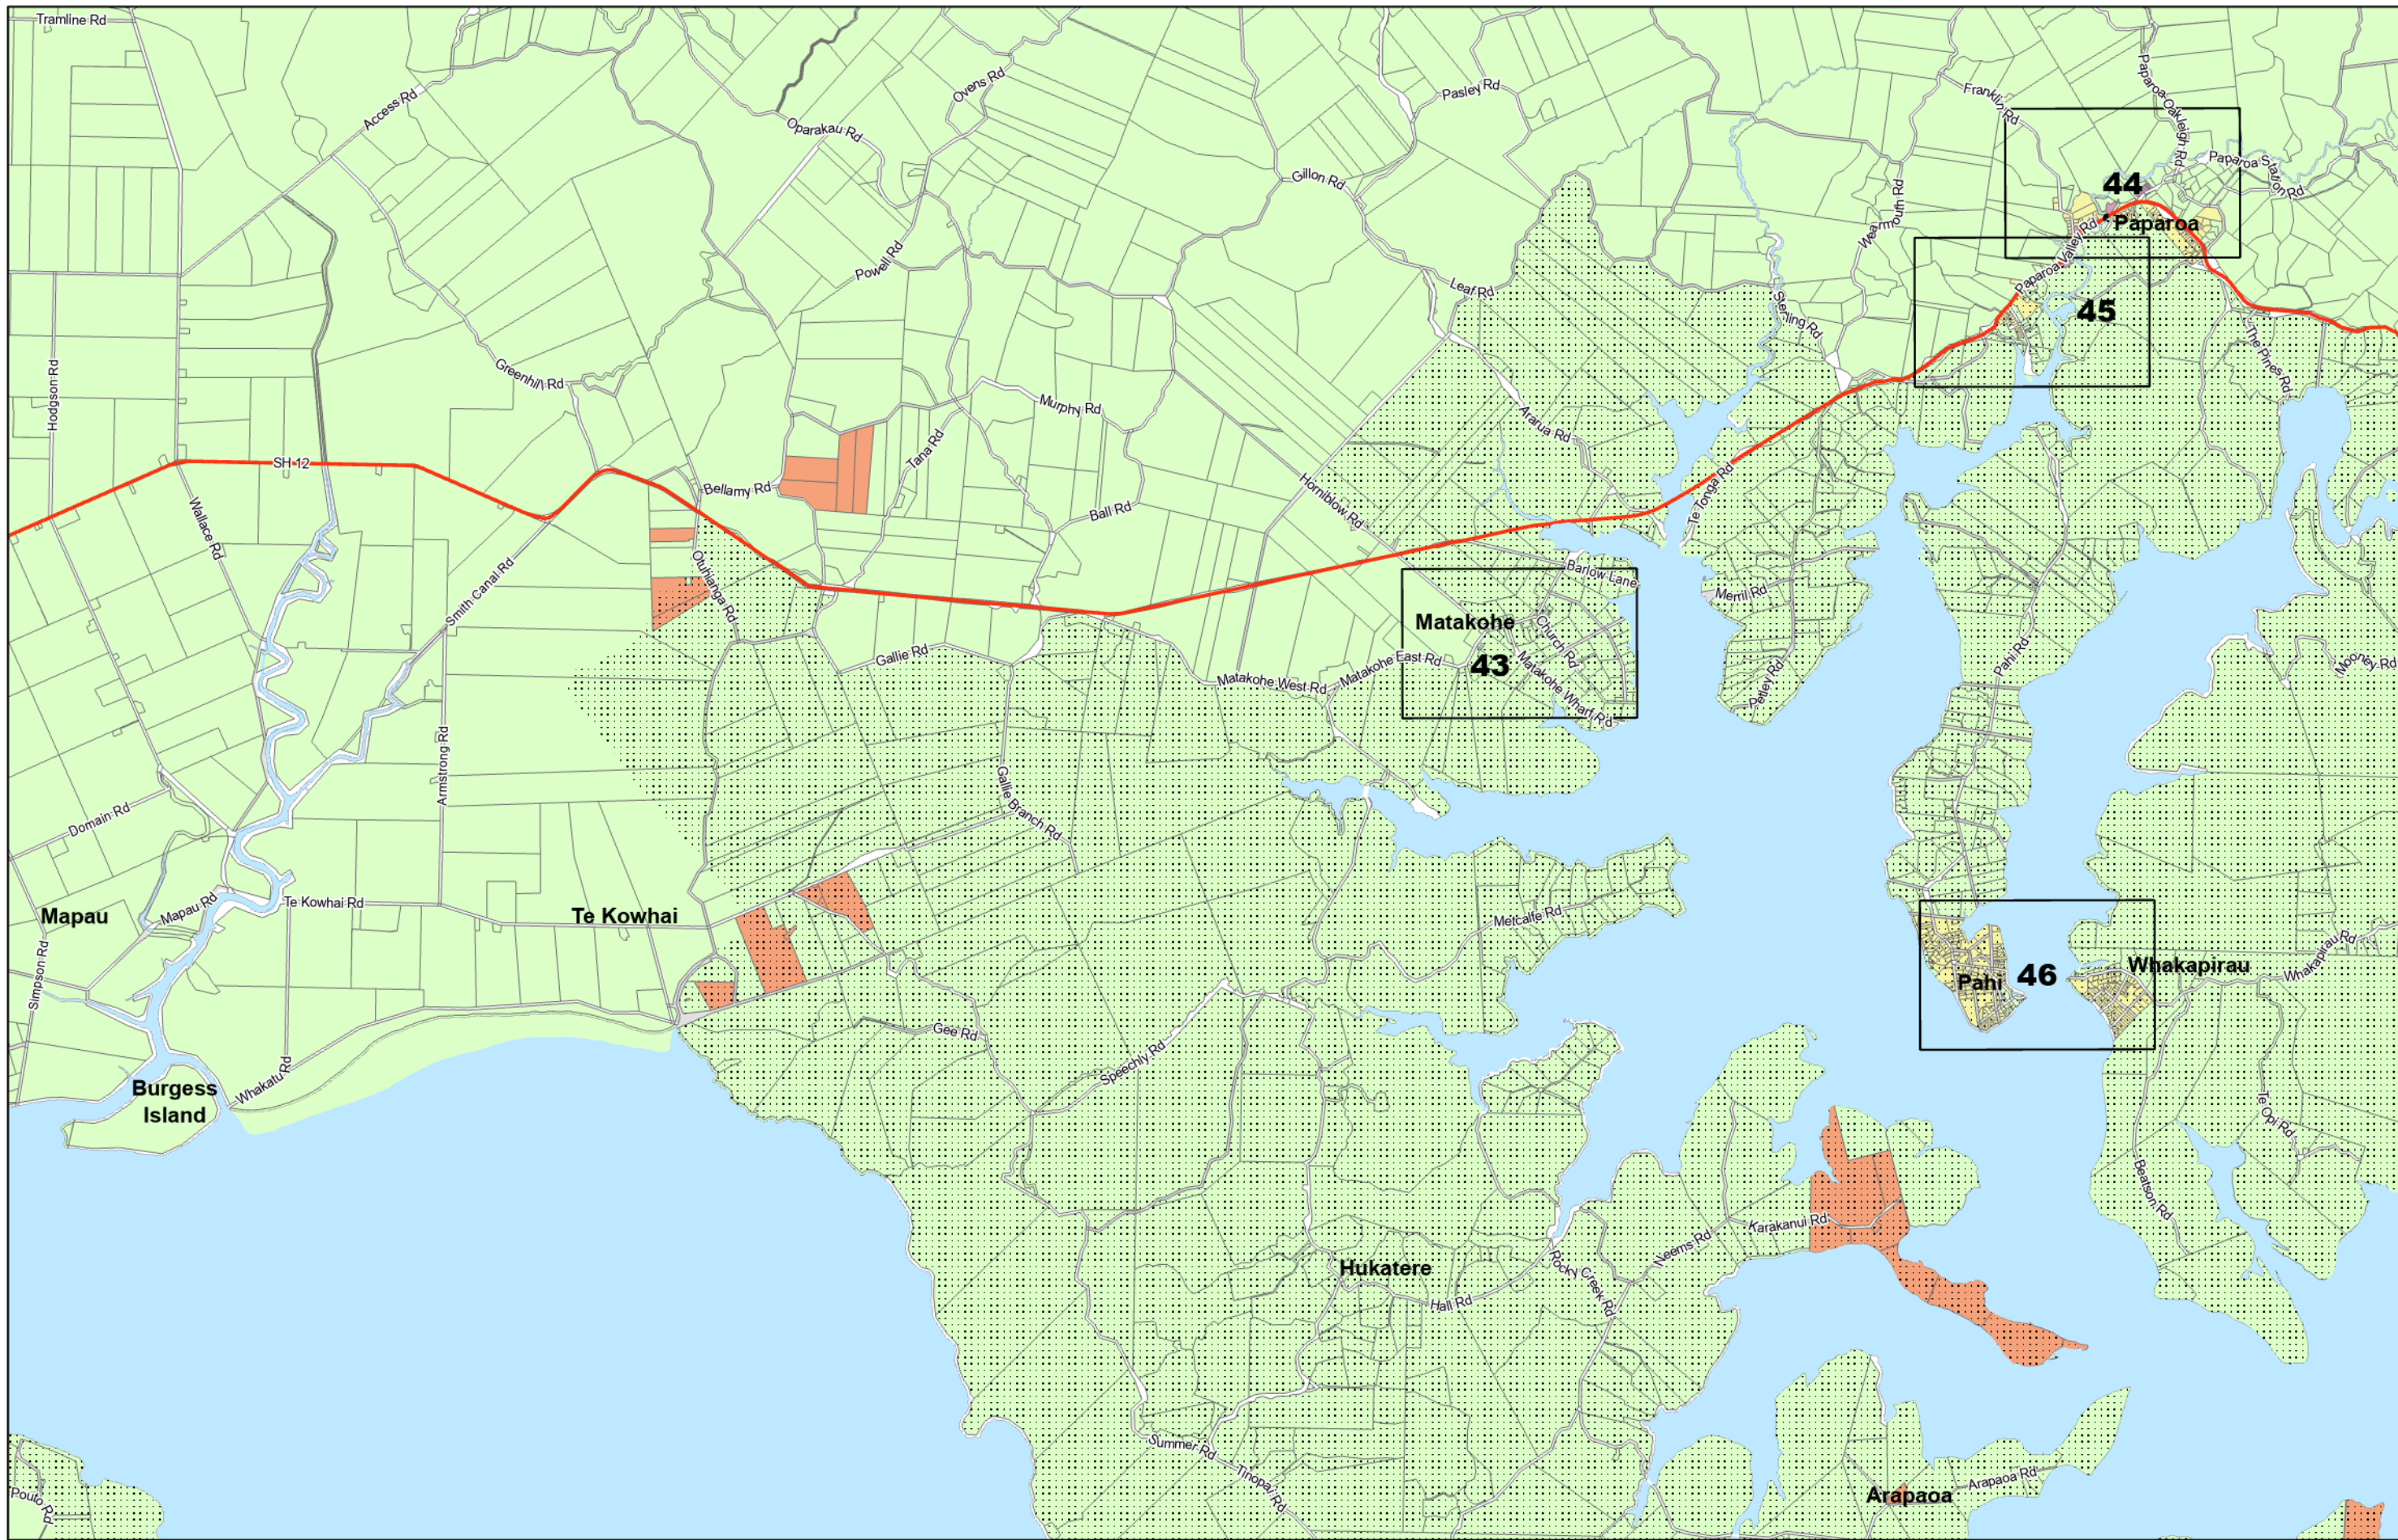 Tramline Rd
Access Rd
Ovens Rd
Oparakau Rd
Pasley Rd
Franklin Rd
Paparoa-Oakleigh Rd
Paparoa Station Rd
Gillon Rd
Wearmouth Rd
44
Paparoa
Powell Rd
Paparoa Valley Rd
45
Leaf Rd
Sterling Rd
The Pines Rd
Hodgson Rd
Greenhill Rd
Murphy Rd
Ararua Rd
Tana Rd
SH 12
Bellamy Rd
Ball Rd
Horniblow Rd
Te Tonga Rd
Wallace Rd
Smith Canal Rd
Otuhianga Rd
Barlow Lane
Merril Rd
Matakohe
Church Rd
43
Gallie Rd
Matakohe East Rd
Matakohe West Rd
Matakohe Wharf Rd
Petley Rd
Pahi Rd
Mooney Rd
Armstrong Rd
Gallie Branch Rd
Domain Rd
Mapau
Mapau Rd
Te Kowhai Rd
Te Kowhai
Metcalfe Rd
Simpson Rd
Pahi
46
Whakapirau
Whakapirau Rd
Gee Rd
Speechly Rd
Whakatu Rd
Burgess
Island
Te Opi Rd
Beatson Rd
Karakanui Rd
Neems Rd
Hukatere
Rocky Creek Rd
Hall Rd
Summer Rd
Tinopai Rd
Arapaoa
Arapaoa Rd
Pouto Rd